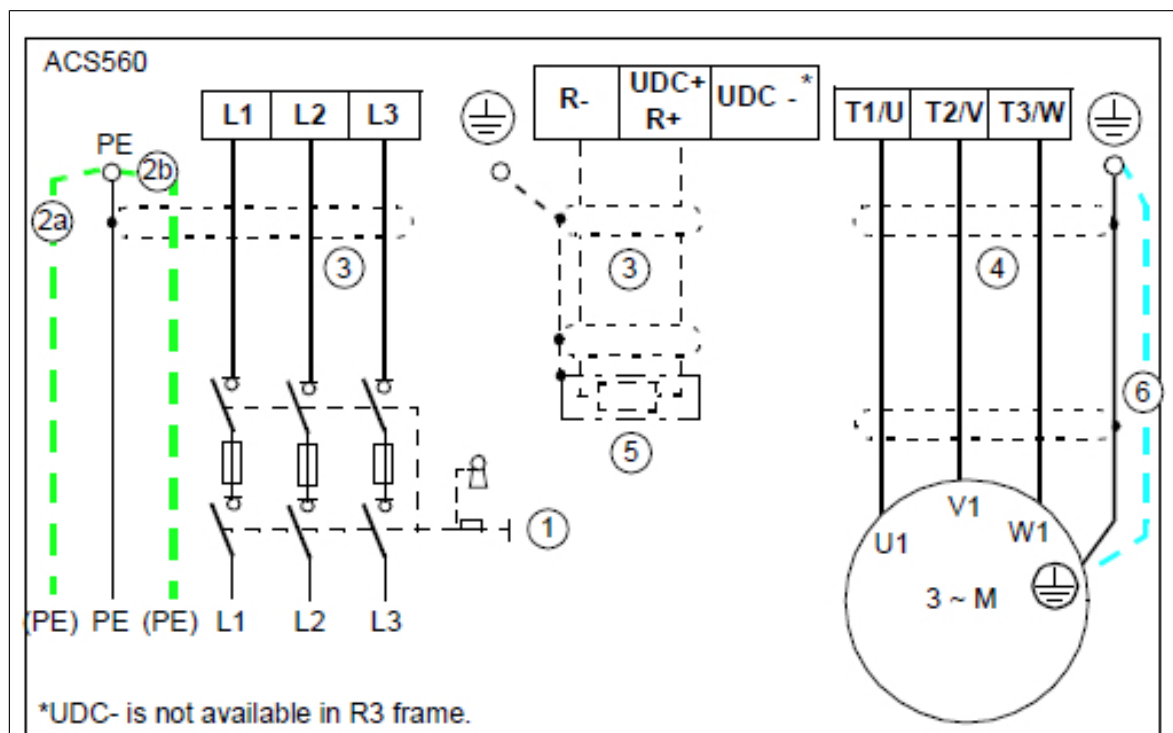 ACS560
L1 L2 L3
R- UDC+ R+ UDC - *
T1/U T2/V T3/W
PE
2b
2a
3
3
4
6
5
1
U1 V1 W1
3 ~ M
(PE) PE (PE) L1 L2 L3
*UDC- is not available in R3 frame.